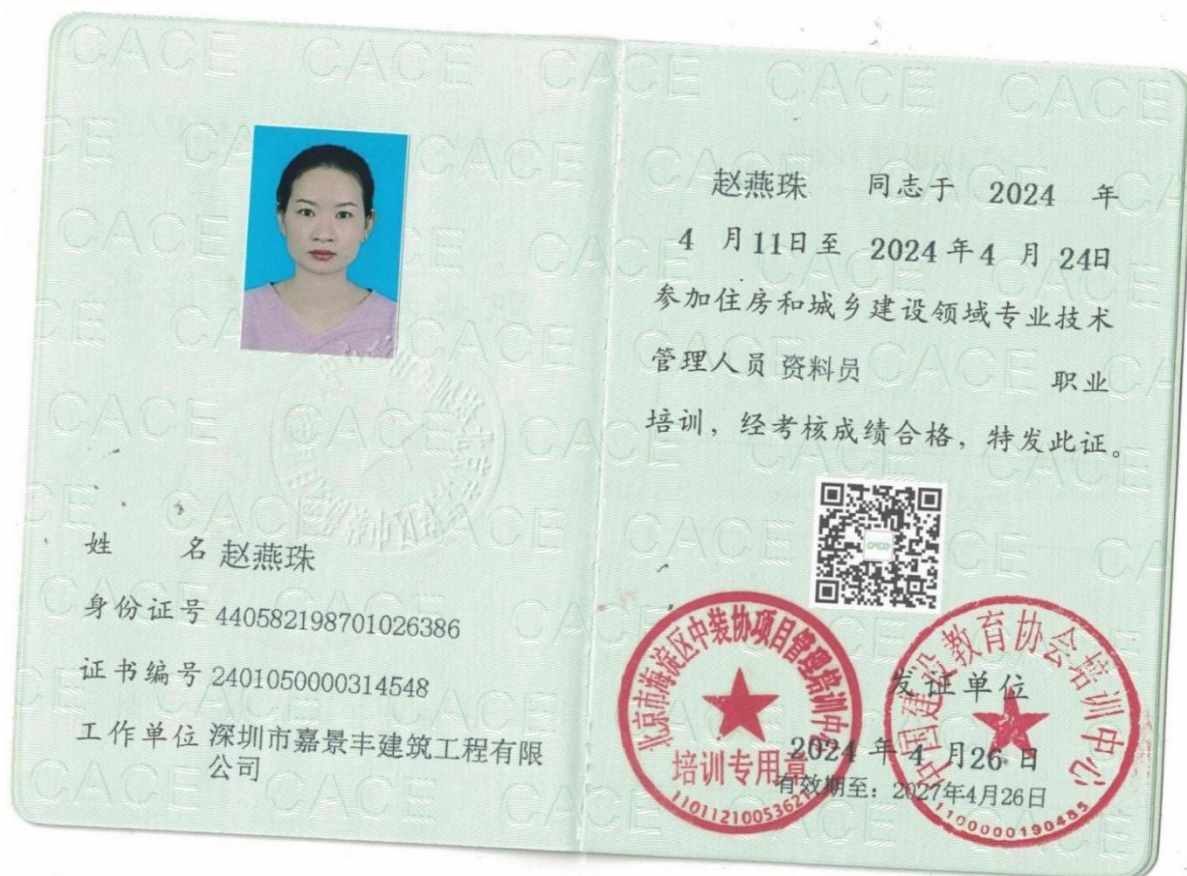 姓 名 赵燕珠
身份证号 440582198701026386
证书编号 2401050000314548
工作单位 深圳市嘉景丰建筑工程有限
公司
赵燕珠 同志于 2024 年
4 月 11日至 2024 年 4 月 24日
参加住房和城乡建设领域专业技术
管理人员 资料员 职业
培训，经考核成绩合格，特发此证。
CACE
北京市海淀区中装协项目管理培训中心
培训专用章
中国建设教育协会培训中心
1100000190485
发证单位
2024 年 4 月 26 日
有效期至：2027年4月26日